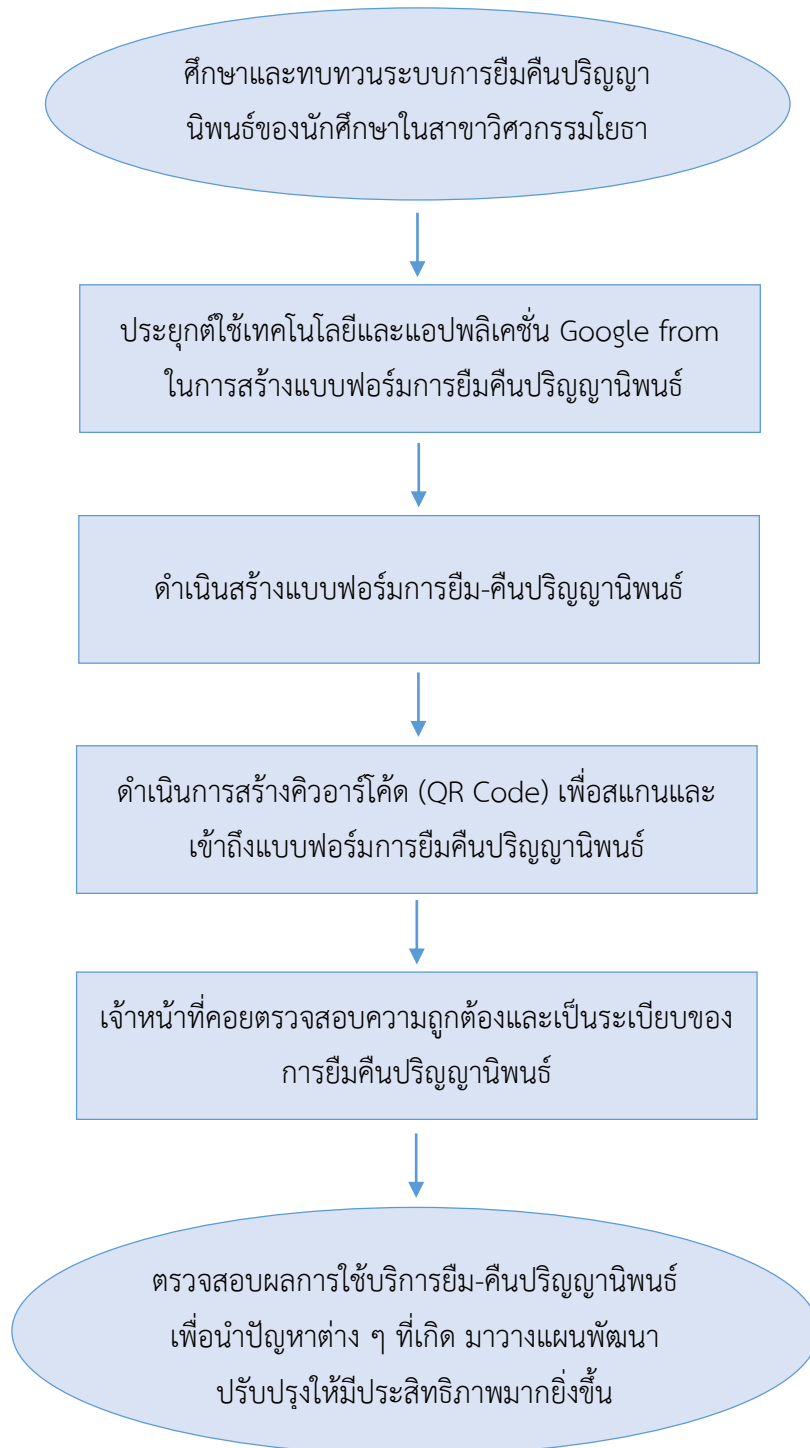 ศึกษาและทบทวนระบบการยืมคืนปริญญา
นิพนธ์ของนักศึกษาในสาขาวิศวกรรมโยธา
ประยุกต์ใช้เทคโนโลยีและแอปพลิเคชั่น Google from
ในการสร้างแบบฟอร์มการยืมคืนปริญญานิพนธ์
ดำเนินสร้างแบบฟอร์มการยืม-คืนปริญญานิพนธ์
ดำเนินการสร้างคิวอาร์โค้ด (QR Code) เพื่อสแกนและ
เข้าถึงแบบฟอร์มการยืมคืนปริญญานิพนธ์
เจ้าหน้าที่คอยตรวจสอบความถูกต้องและเป็นระเบียบของ
การยืมคืนปริญญานิพนธ์
ตรวจสอบผลการใช้บริการยืม-คืนปริญญานิพนธ์
เพื่อนำปัญหาต่าง ๆ ที่เกิด มาวางแผนพัฒนา
ปรับปรุงให้มีประสิทธิภาพมากยิ่งขึ้น